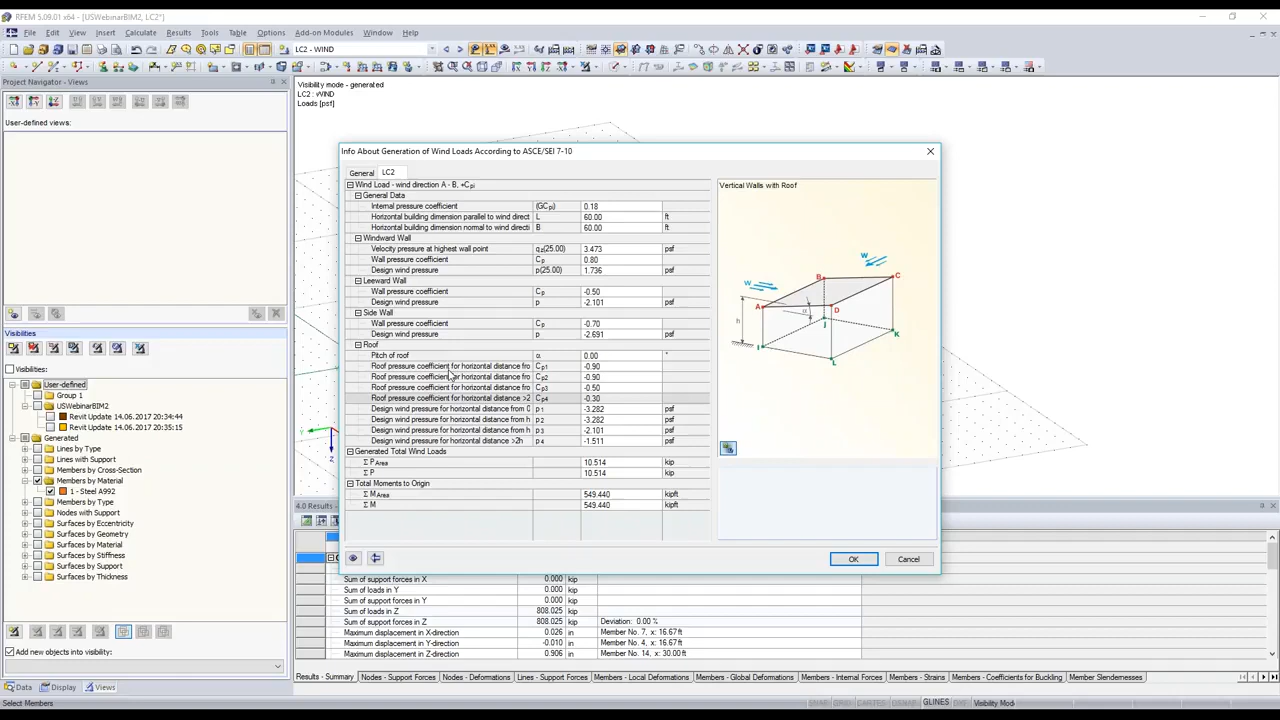 RFEM 5.09.01 x64 - [USWebinarBIM2, LC2*]
File Edit View Insert Calculate Results Tools Table Options Add-on Modules Window Help
LC2 - WIND
Project Navigator - Views
User-defined views:
Visibilities
Visibilities:
User-defined
Group 1
USWebinarBIM2
Revit Update 14.06.2017 20:34:44
Revit Update 14.06.2017 20:35:15
Generated
Lines by Type
Lines with Support
Members by Cross-Section
Members by Material
1 - Steel A992
Members by Type
Nodes with Support
Surfaces by Eccentricity
Surfaces by Geometry
Surfaces by Material
Surfaces by Stiffness
Surfaces by Support
Surfaces by Thickness
Add new objects into visibility:
Data Display Views
Select Members
Visibility mode - generated
LC2 : WIND
Loads [psf]
Info About Generation of Wind Loads According to ASCE/SEI 7-10
General LC2
Wind Load - wind direction A - B, +Cpi
General Data
Internal pressure coefficient (GCpi) 0.18
Horizontal building dimension parallel to wind directi L 60.00 ft
Horizontal building dimension normal to wind directi B 60.00 ft
Windward Wall
Velocity pressure at highest wall point qz(25.00) 3.473 psf
Wall pressure coefficient Cp 0.80
Design wind pressure p(25.00) 1.736 psf
Leeward Wall
Wall pressure coefficient Cp -0.50
Design wind pressure p -2.101 psf
Side Wall
Wall pressure coefficient Cp -0.70
Design wind pressure p -2.691 psf
Roof
Pitch of roof α 0.00 °
Roof pressure coefficient for horizontal distance fro Cp1 -0.90
Roof pressure coefficient for horizontal distance fro Cp2 -0.90
Roof pressure coefficient for horizontal distance fro Cp3 -0.50
Roof pressure coefficient for horizontal distance >2 Cp4 -0.30
Design wind pressure for horizontal distance from 0 p1 -3.282 psf
Design wind pressure for horizontal distance from h p2 -3.282 psf
Design wind pressure for horizontal distance from h p3 -2.101 psf
Design wind pressure for horizontal distance >2h p4 -1.511 psf
Generated Total Wind Loads
Σ PArea 10.514 kip
Σ P 10.514 kip
Total Moments to Origin
Σ MArea 549.440 kipft
Σ M 549.440 kipft
Vertical Walls with Roof
W W
A B C D h α I J K L
OK Cancel
Y Z
4.0 Results -
Sum of support forces in X 0.000 kip
Sum of loads in Y 0.000 kip
Sum of support forces in Y 0.000 kip
Sum of loads in Z 808.025 kip
Sum of support forces in Z 808.025 kip Deviation: 0.00 %
Maximum displacement in X-direction 0.026 in Member No. 7, x: 16.67 ft
Maximum displacement in Y-direction -0.010 in Member No. 4, x: 16.67 ft
Maximum displacement in Z-direction 0.906 in Member No. 14, x: 30.00 ft
Results - Summary Nodes - Support Forces Nodes - Deformations Lines - Support Forces Members - Local Deformations Members - Global Deformations Members - Internal Forces Members - Strains Members - Coefficients for Buckling Member Slendernesses
SNAP GRID CARTES OSNAP GLINES DXF Visibility Mod